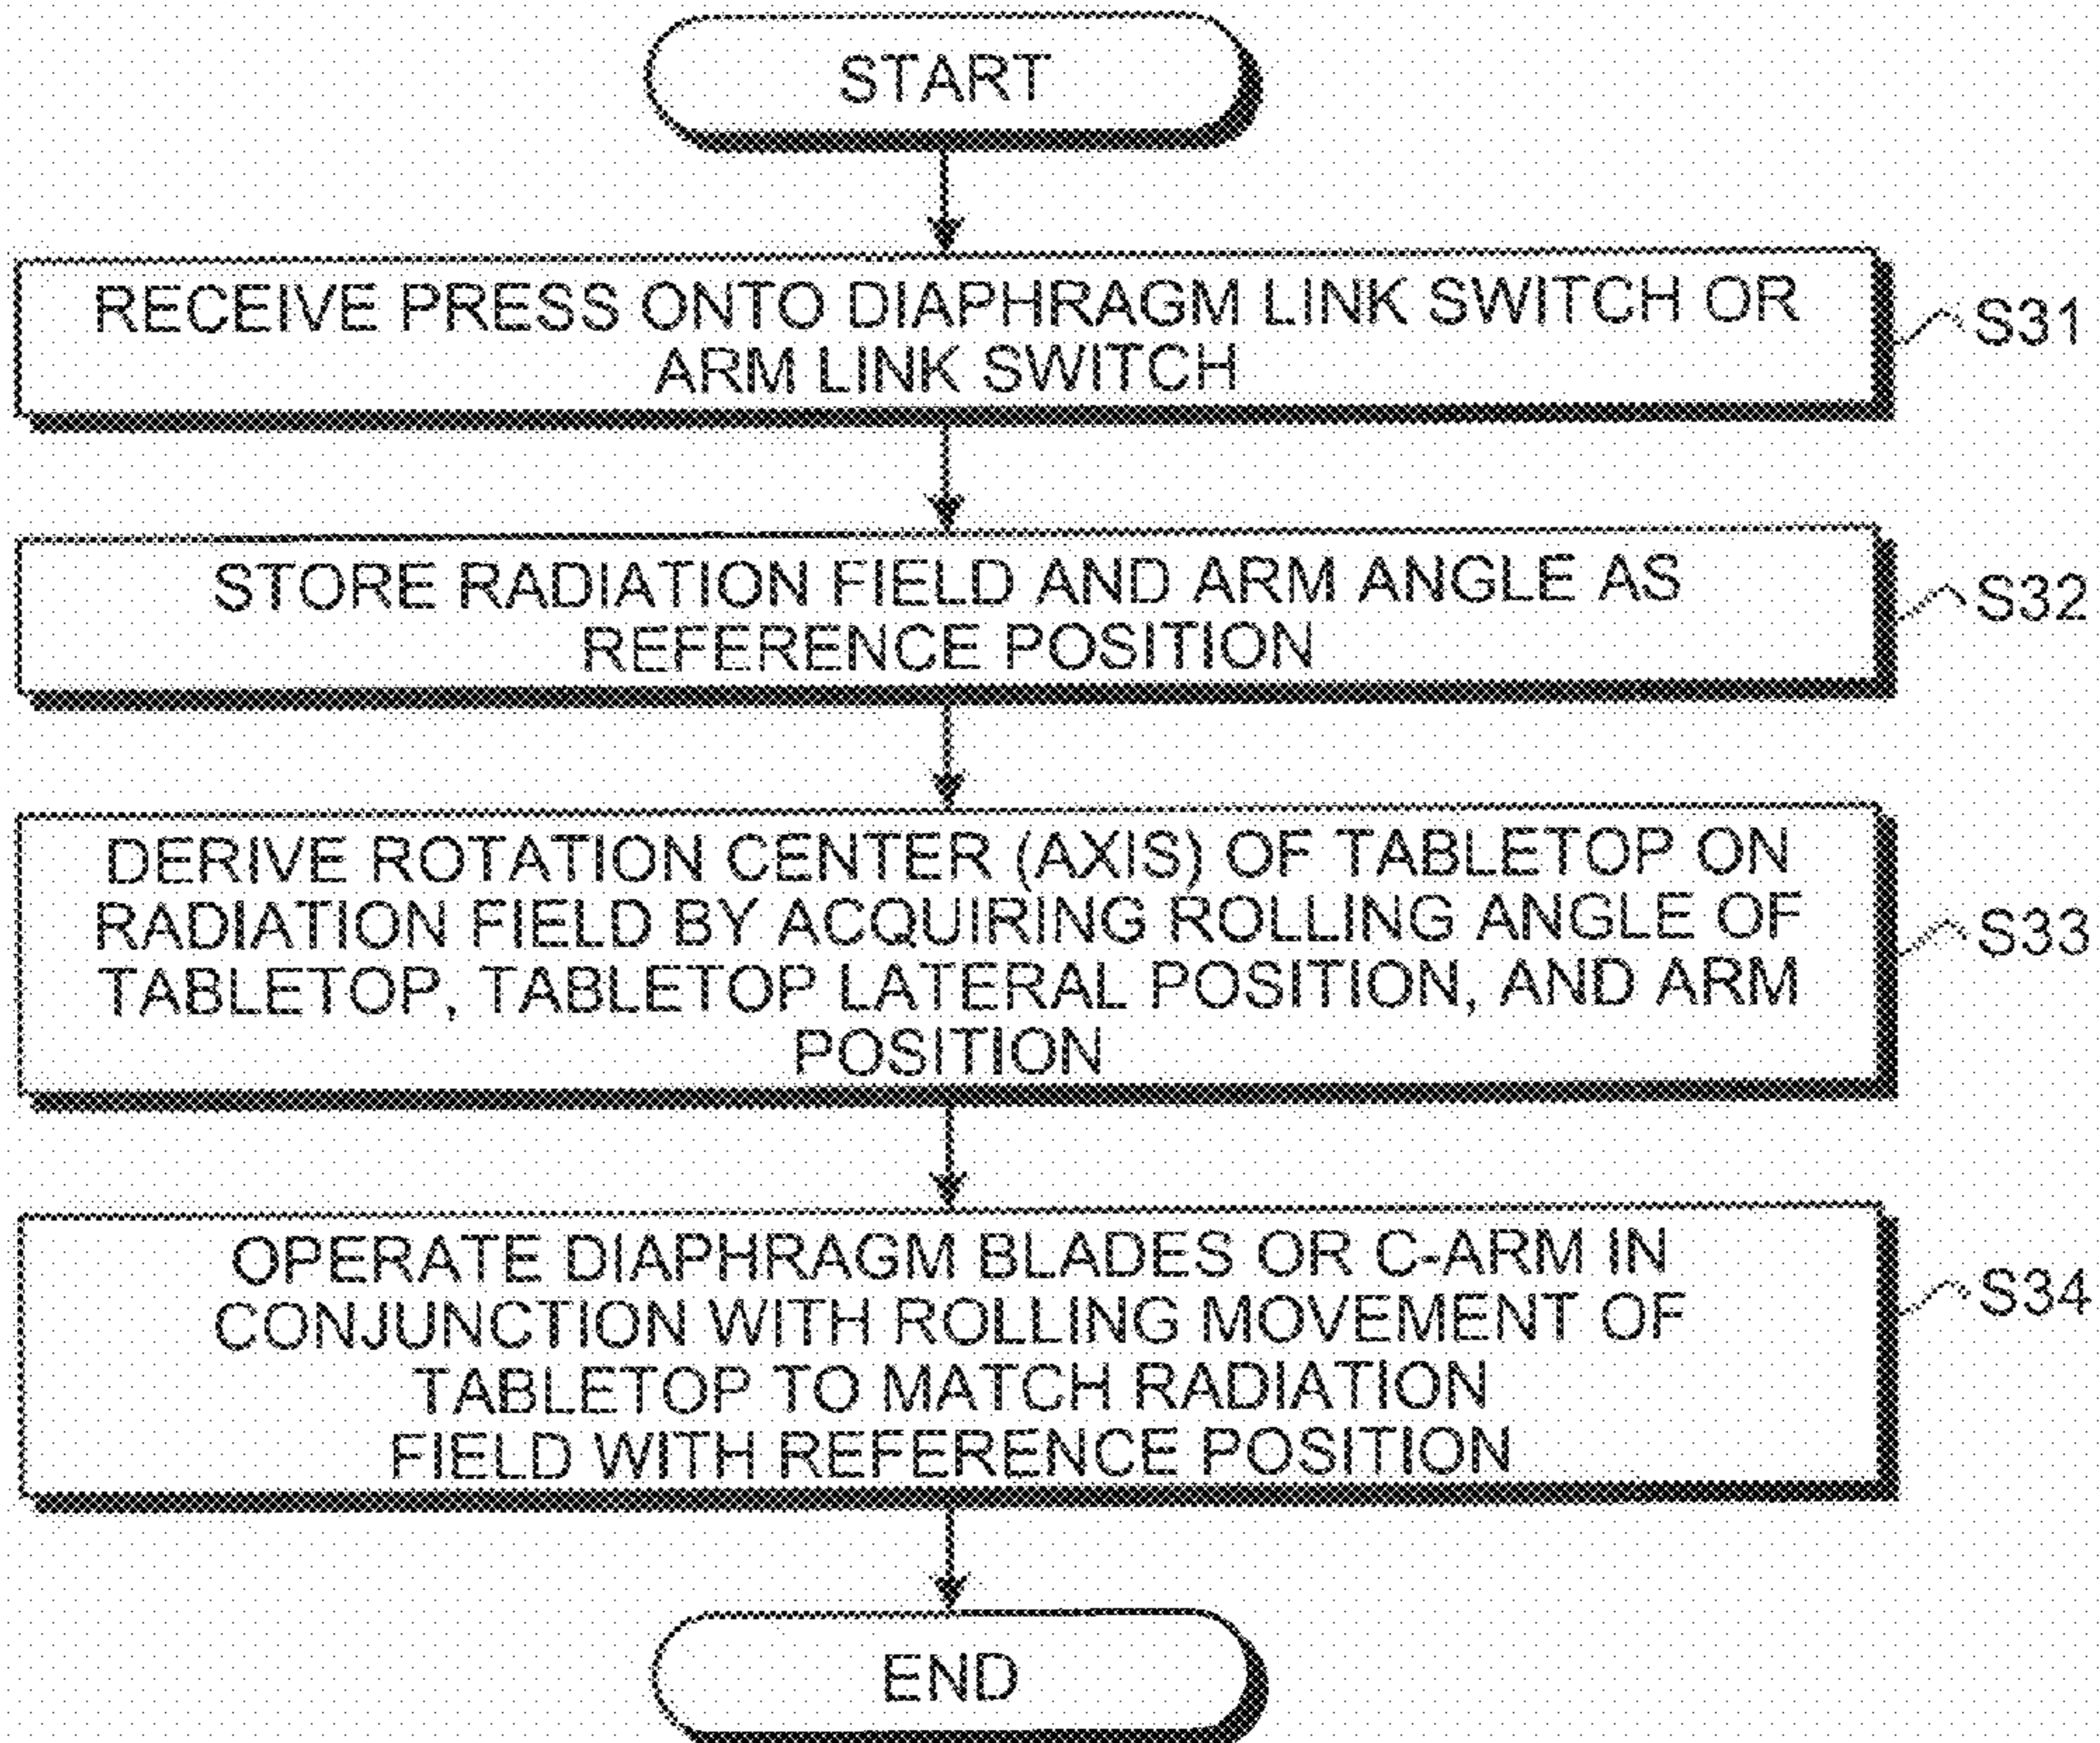 START
RECEIVE PRESS ONTO DIAPHRAGM LINK SWITCH OR
ARM LINK SWITCH
S31
STORE RADIATION FIELD AND ARM ANGLE AS
REFERENCE POSITION
S32
DERIVE ROTATION CENTER (AXIS) OF TABLETOP ON
RADIATION FIELD BY ACQUIRING ROLLING ANGLE OF
TABLETOP, TABLETOP LATERAL POSITION, AND ARM
POSITION
S33
OPERATE DIAPHRAGM BLADES OR C-ARM IN
CONJUNCTION WITH ROLLING MOVEMENT OF
TABLETOP TO MATCH RADIATION
FIELD WITH REFERENCE POSITION
S34
END